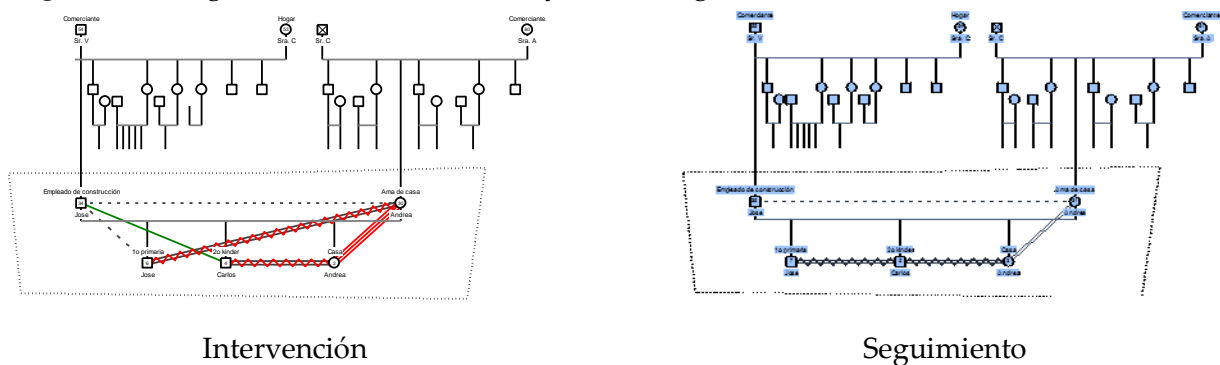 Comerciante
Hogar
Comerciante
Sr. V
Sra. C
Sr. C
Sra. A
Empleado de construcción
Ama de casa
Jose
Andrea
1o primaria
2o kinder
Casa
Jose
Carlos
Andrea
Intervención
Comerciante
Hogar
Comerciante
Sr. V
Sra. C
Sr. C
Sra. A
Empleado de construcción
Ama de casa
Jose
Andrea
1o primaria
2o kinder
Casa
Jose
Carlos
Andrea
Seguimiento